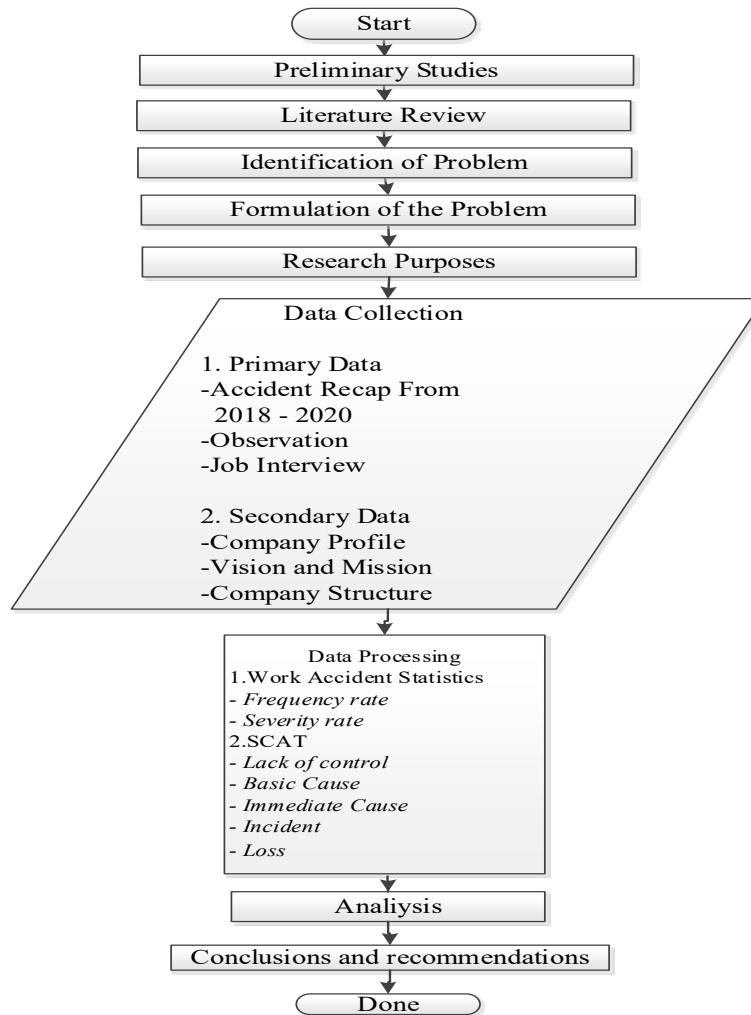 Start
Preliminary Studies
Literature Review
Identification of Problem
Formulation of the Problem
Research Purposes
Data Collection
1. Primary Data
-Accident Recap From
2018 - 2020
-Observation
-Job Interview
2. Secondary Data
-Company Profile
-Vision and Mission
-Company Structure
Data Processing
1.Work Accident Statistics
- Frequency rate
- Severity rate
2.SCAT
- Lack of control
- Basic Cause
- Immediate Cause
- Incident
- Loss
Analiysis
Conclusions and recommendations
Done